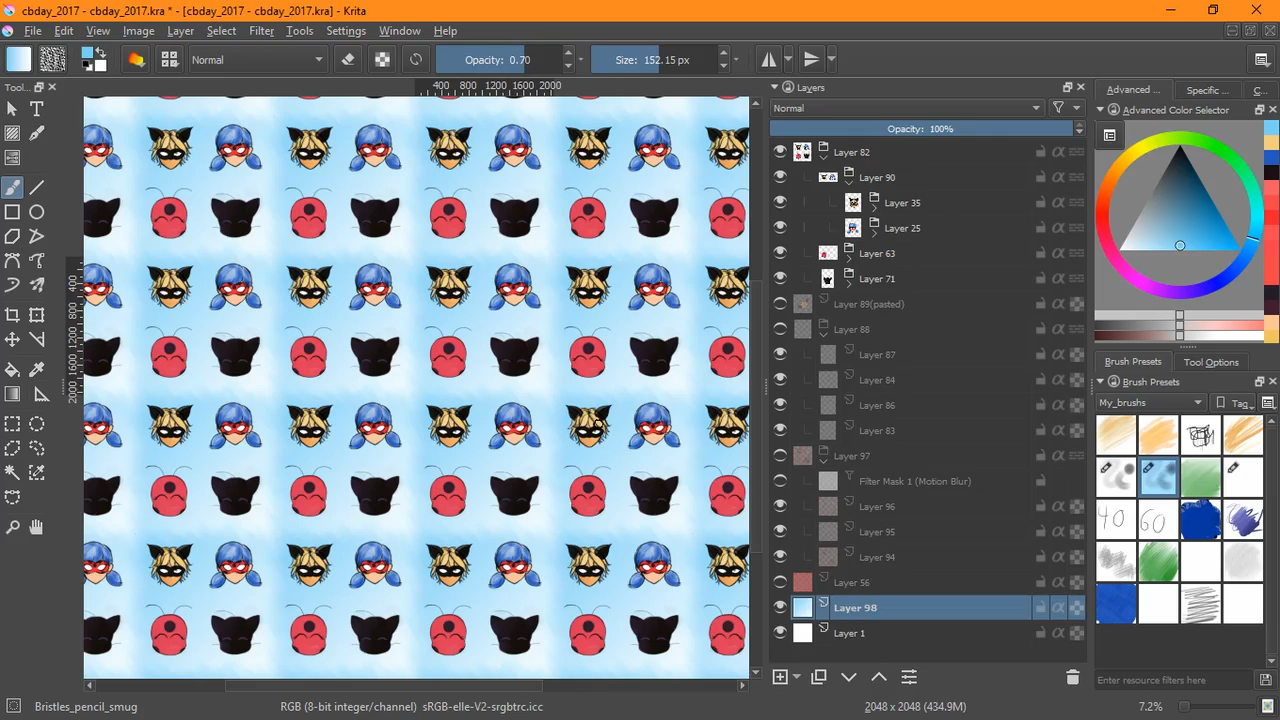 cbday_2017 - cbday_2017.kra * - [cbday_2017 - cbday_2017.kra] - Krita
File Edit View Image Layer Select Filter Tools Settings Window Help
Normal Opacity: 0.70 Size: 152.15 px
Tool...
400 800 1200 1600 2000
400 800 1200 1600 2000
Layers
Normal
Opacity: 100%
Layer 82
Layer 90
Layer 35
Layer 25
Layer 63
Layer 71
Layer 89(pasted)
Layer 88
Layer 87
Layer 84
Layer 86
Layer 83
Layer 97
Filter Mask 1 (Motion Blur)
Layer 96
Layer 95
Layer 94
Layer 56
Layer 98
Layer 1
Advanced ... Specific ... C...
Advanced Color Selector
Brush Presets Tool Options
Brush Presets
My_brushs Tag
40 60
Enter resource filters here
Bristles_pencil_smug RGB (8-bit integer/channel) sRGB-elle-V2-srgbtrc.icc 2048 x 2048 (434.9M) 7.2%